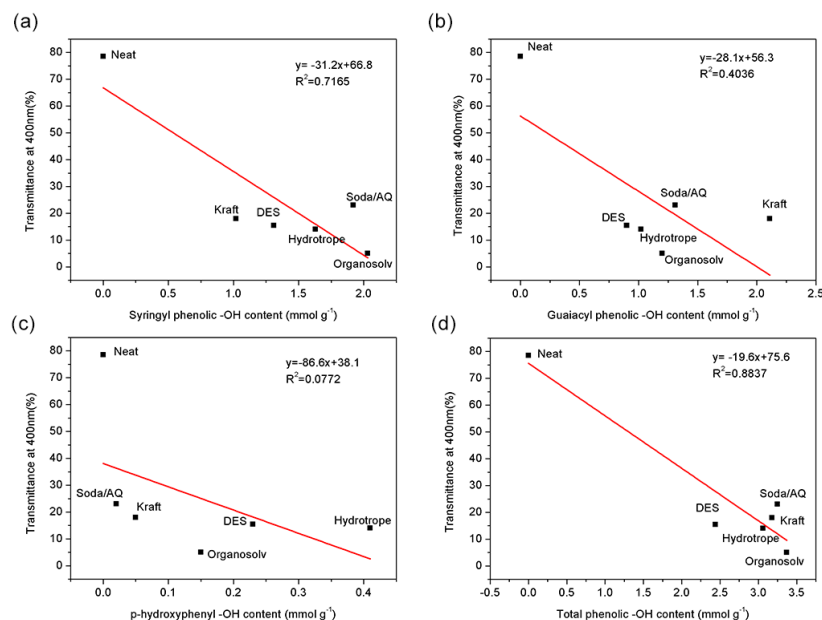 (a)
Neat
y= -31.2x+66.8
R²=0.7165
Soda/AQ
Kraft
DES
Hydrotrope
Organosolv
Transmittance at 400nm(%)
80
70
60
50
40
30
20
10
0
0.0 0.5 1.0 1.5 2.0
Syringyl phenolic -OH content (mmol g⁻¹)
(b)
Neat
y=-28.1x+56.3
R²=0.4036
Soda/AQ
Kraft
DES
Hydrotrope
Organosolv
Transmittance at 400nm(%)
80
70
60
50
40
30
20
10
0
0.0 0.5 1.0 1.5 2.0 2.5
Guaiacyl phenolic -OH content (mmol g⁻¹)
(c)
Neat
y=-86.6x+38.1
R²=0.0772
Soda/AQ
Kraft
DES
Hydrotrope
Organosolv
Transmittance at 400nm(%)
80
70
60
50
40
30
20
10
0
0.0 0.1 0.2 0.3 0.4
p-hydroxyphenyl -OH content (mmol g⁻¹)
(d)
Neat
y= -19.6x+75.6
R²=0.8837
Soda/AQ
DES
Kraft
Hydrotrope
Organosolv
Transmittance at 400nm(%)
80
70
60
50
40
30
20
10
0
-0.5 0.0 0.5 1.0 1.5 2.0 2.5 3.0 3.5
Total phenolic -OH content (mmol g⁻¹)